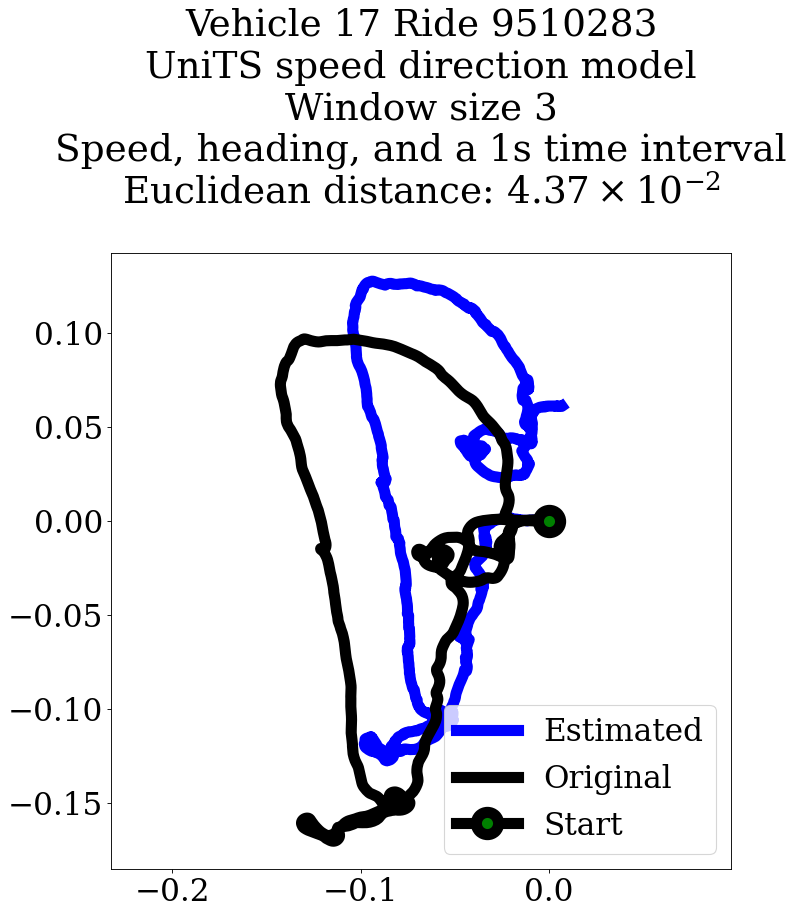 Vehicle 17 Ride 9510283
UniTS speed direction model
Window size 3
Speed, heading, and a 1s time interval
Euclidean distance: 4.37 × 10⁻²
0.10
0.05
0.00
−0.05
−0.10
−0.15
Estimated
Original
Start
−0.2
−0.1
0.0